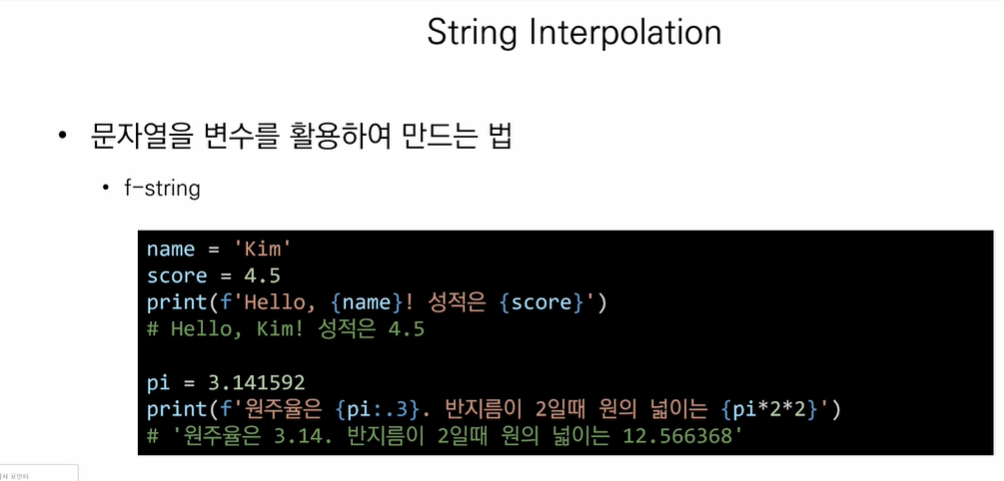 String Interpolation
• 문자열을 변수를 활용하여 만드는 법
• f-string
name = 'Kim'
score = 4.5
print(f'Hello, {name}! 성적은 {score}')
# Hello, Kim! 성적은 4.5
pi = 3.141592
print(f'원주율은 {pi:.3}. 반지름이 2일때 원의 넓이는 {pi*2*2}')
# '원주율은 3.14. 반지름이 2일때 원의 넓이는 12.566368'